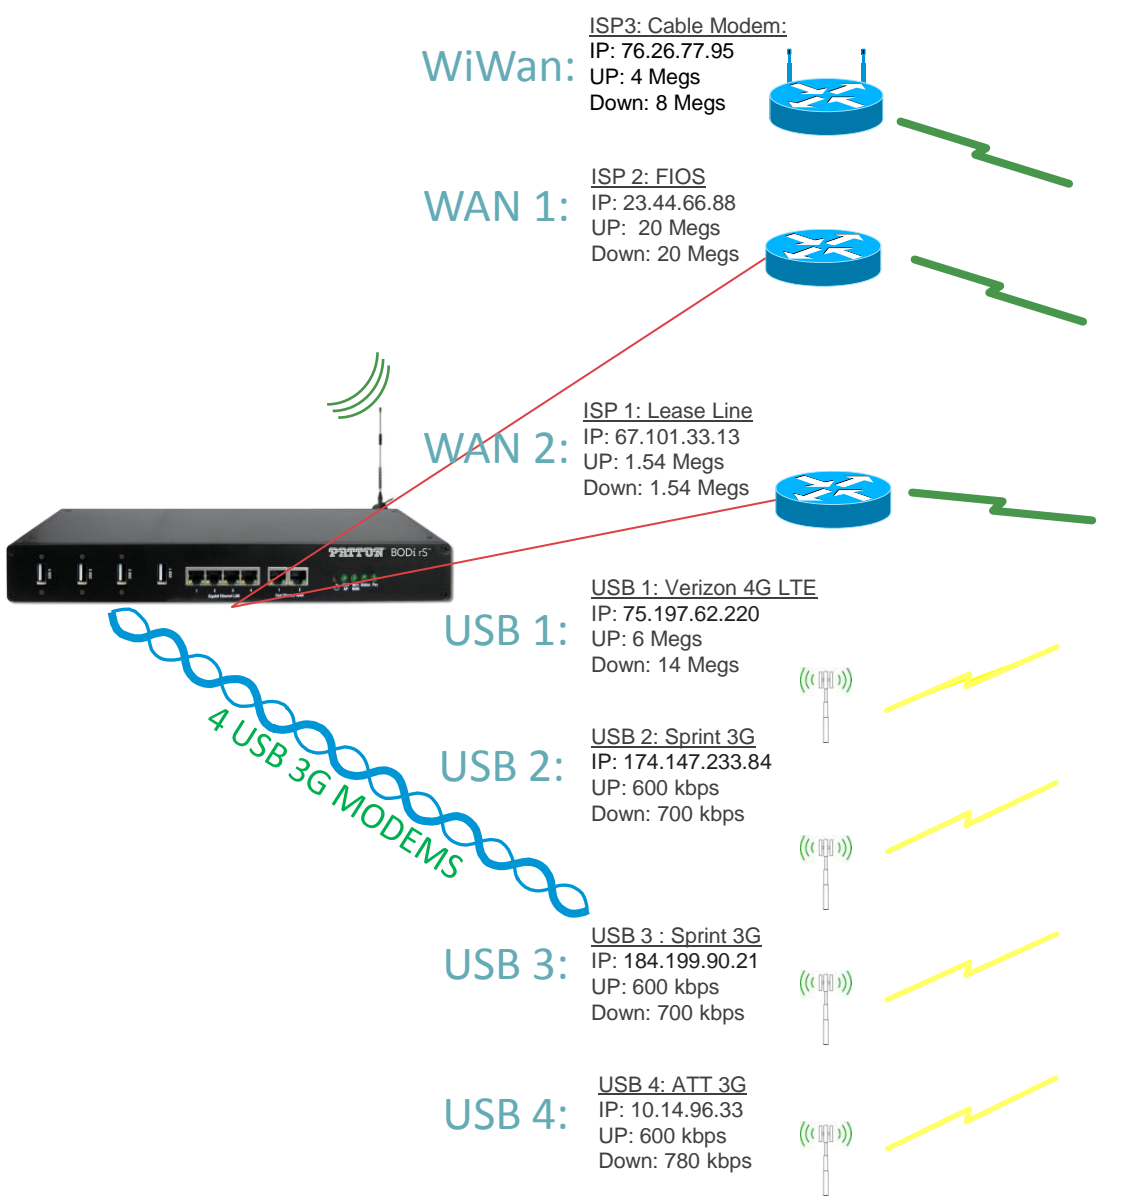 WiWan:
ISP3: Cable Modem:
IP: 76.26.77.95
UP: 4 Megs
Down: 8 Megs
WAN 1:
ISP 2: FIOS
IP: 23.44.66.88
UP:  20 Megs
Down: 20 Megs
WAN 2:
ISP 1: Lease Line
IP: 67.101.33.13
UP: 1.54 Megs
Down: 1.54 Megs
PATTON BODi rS™
USB 1:
USB 1: Verizon 4G LTE
IP: 75.197.62.220
UP: 6 Megs
Down: 14 Megs
4 USB 3G MODEMS
USB 2:
USB 2: Sprint 3G
IP: 174.147.233.84
UP: 600 kbps
Down: 700 kbps
USB 3:
USB 3 : Sprint 3G
IP: 184.199.90.21
UP: 600 kbps
Down: 700 kbps
USB 4:
USB 4: ATT 3G
IP: 10.14.96.33
UP: 600 kbps
Down: 780 kbps